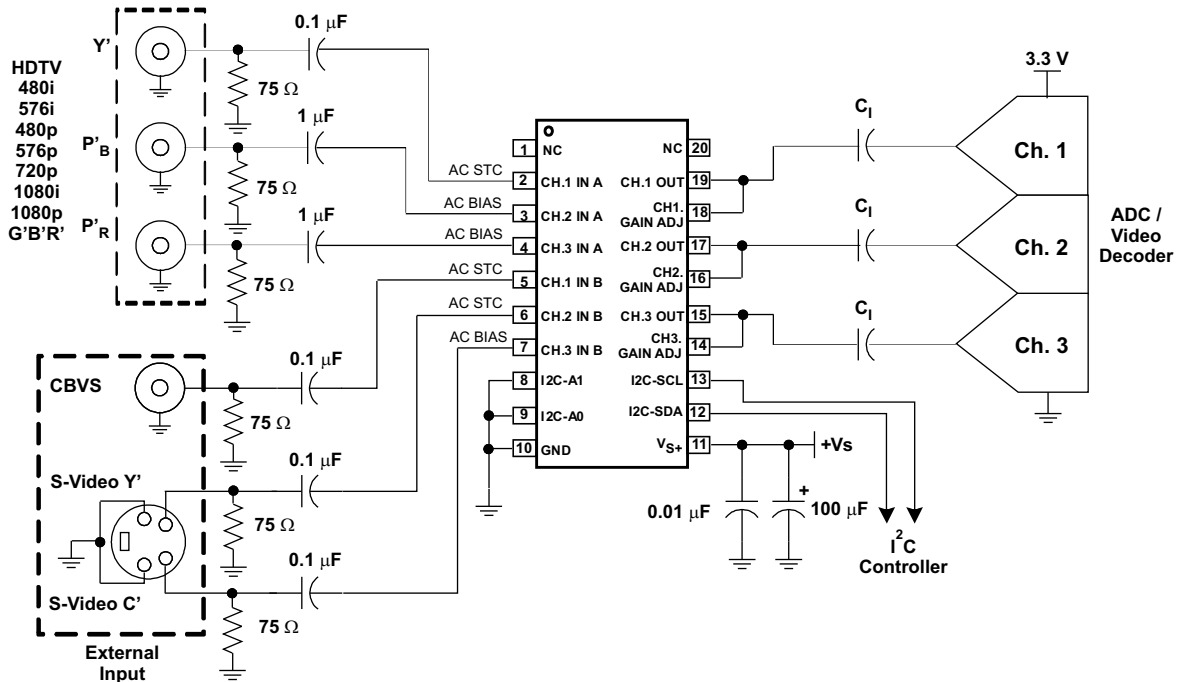 HDTV
480i
576i
480p
576p
720p
1080i
1080p
G'B'R'
Y'
P'B
P'R
0.1 μF
75 Ω
1 μF
75 Ω
1 μF
75 Ω
AC STC
AC BIAS
AC BIAS
AC STC
AC STC
AC BIAS
CBVS
0.1 μF
75 Ω
S-Video Y'
0.1 μF
75 Ω
S-Video C'
0.1 μF
75 Ω
External
Input
1 NC
2 CH.1 IN A
3 CH.2 IN A
4 CH.3 IN A
5 CH.1 IN B
6 CH.2 IN B
7 CH.3 IN B
8 I2C-A1
9 I2C-A0
10 GND
NC 20
CH.1 OUT 19
CH1.
GAIN ADJ 18
CH.2 OUT 17
CH2.
GAIN ADJ 16
CH.3 OUT 15
CH3.
GAIN ADJ 14
I2C-SCL 13
I2C-SDA 12
VS+ 11
CI
CI
CI
3.3 V
Ch. 1
Ch. 2
Ch. 3
ADC /
Video
Decoder
+Vs
0.01 μF
+
100 μF
I2C
Controller